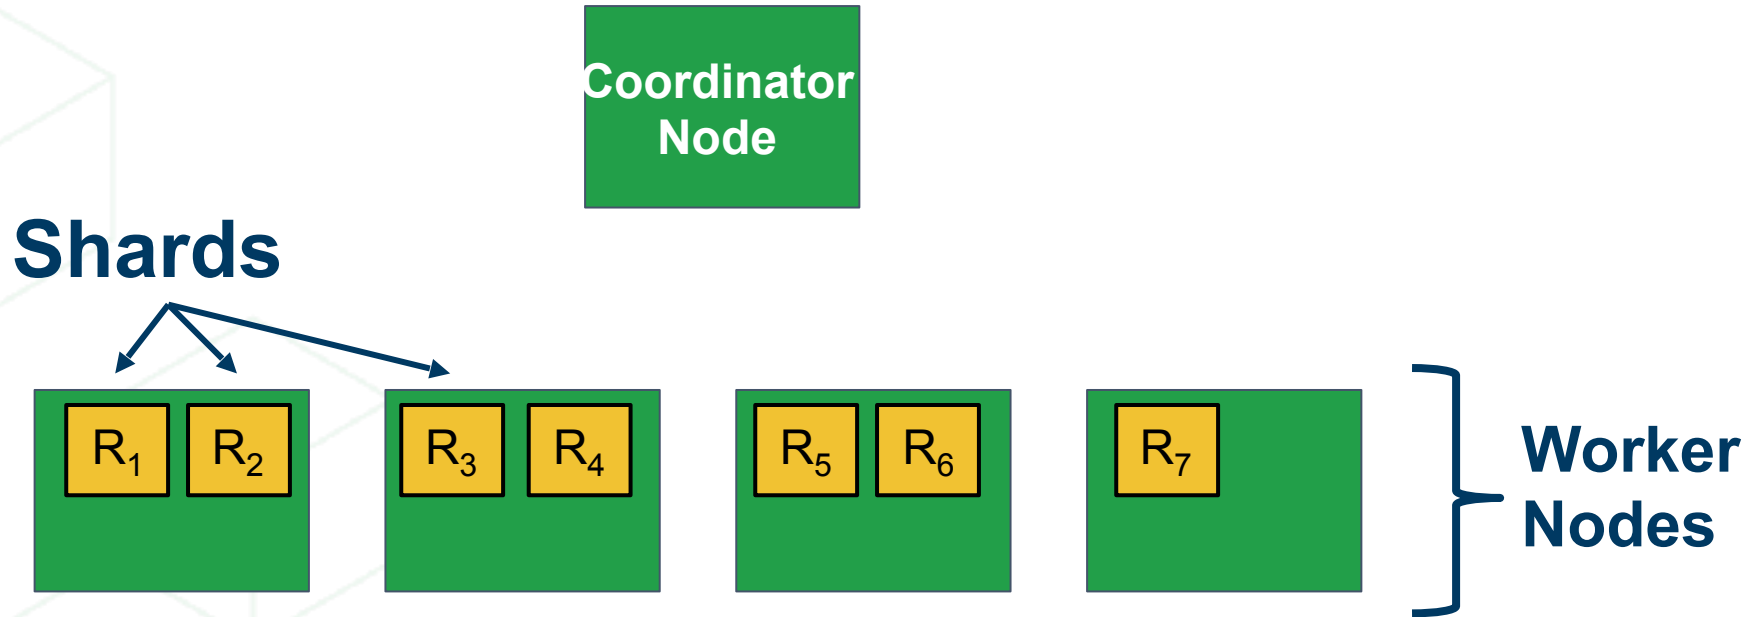 Coordinator
Node
Shards
R₁ R₂ R₃ R₄ R₅ R₆ R₇
Worker
Nodes